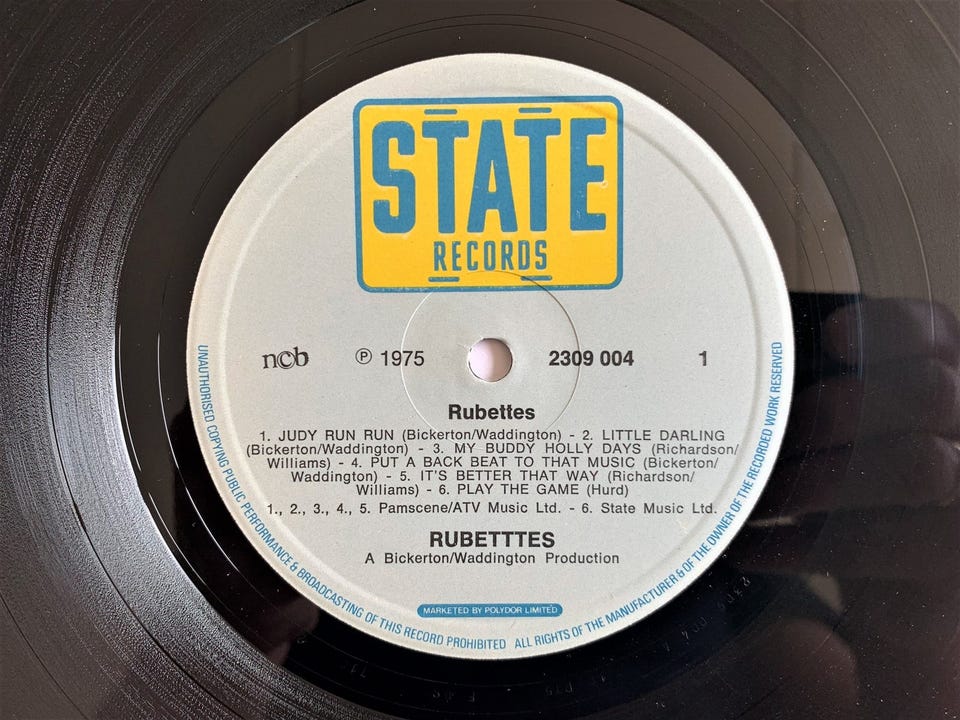 STATE
RECORDS
ncb ℗ 1975 2309 004 1
Rubettes
1. JUDY RUN RUN (Bickerton/Waddington) - 2. LITTLE DARLING
(Bickerton/Waddington) - 3. MY BUDDY HOLLY DAYS (Richardson/
Williams) - 4. PUT A BACK BEAT TO THAT MUSIC (Bickerton/
Waddington) - 5. IT'S BETTER THAT WAY (Richardson/
Williams) - 6. PLAY THE GAME (Hurd)
1., 2., 3., 4., 5. Pamscene/ATV Music Ltd. - 6. State Music Ltd.
RUBETTTES
A Bickerton/Waddington Production
MARKETED BY POLYDOR LIMITED
UNAUTHORISED COPYING PUBLIC PERFORMANCE & BROADCASTING OF THIS RECORD PROHIBITED ALL RIGHTS OF THE MANUFACTURER & OF THE OWNER OF THE RECORDED WORK RESERVED